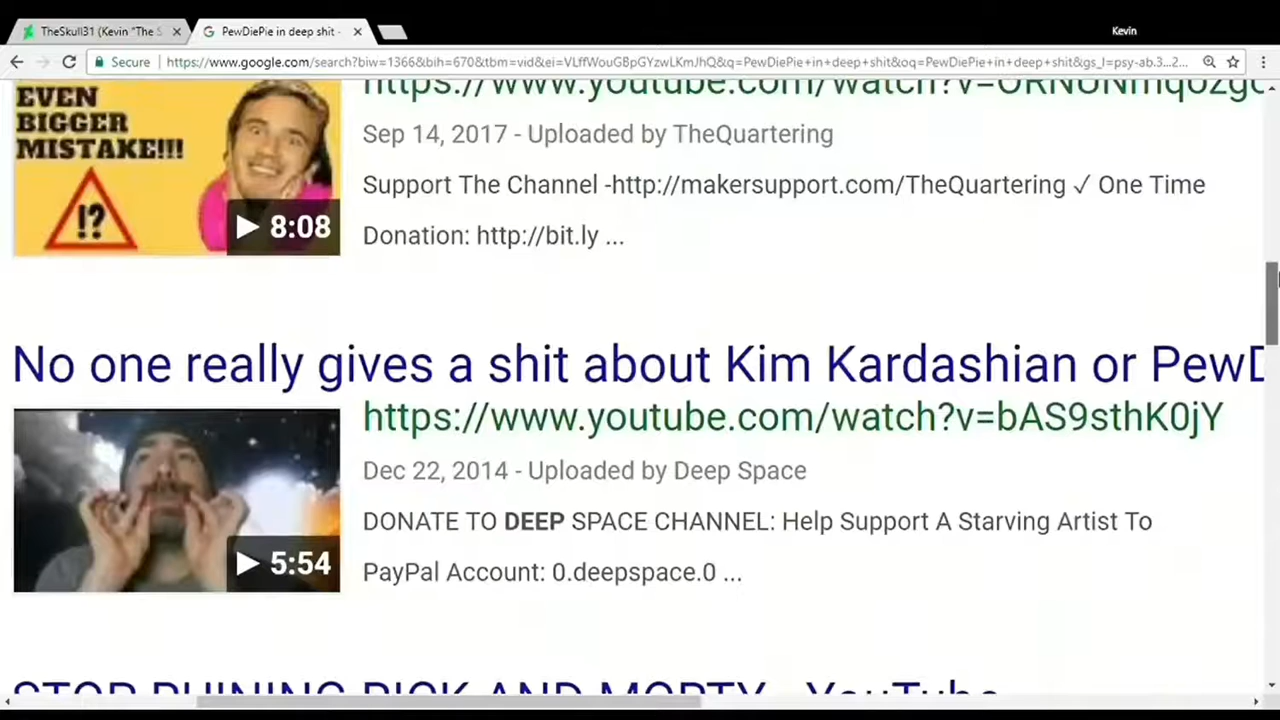 TheSkull31 (Kevin "The S
PewDiePie in deep shit -
Kevin
Secure
https://www.google.com/search?biw=1366&bih=670&tbm=vid&ei=VLffWouGBpGYzwLKmJhQ&q=PewDiePie+in+deep+shit&oq=PewDiePie+in+deep+shit&gs_l=psy-ab.3...2...
EVEN
BIGGER
MISTAKE!!!
!?
8:08
https://www.youtube.com/watch?v=
Sep 14, 2017 - Uploaded by TheQuartering
Support The Channel -http://makersupport.com/TheQuartering ✓ One Time
Donation: http://bit.ly ...
No one really gives a shit about Kim Kardashian or PewD
https://www.youtube.com/watch?v=bAS9sthK0jY
5:54
Dec 22, 2014 - Uploaded by Deep Space
DONATE TO DEEP SPACE CHANNEL: Help Support A Starving Artist To
PayPal Account: 0.deepspace.0 ...
STOP RUINING RICK AND MORTY - YouTube